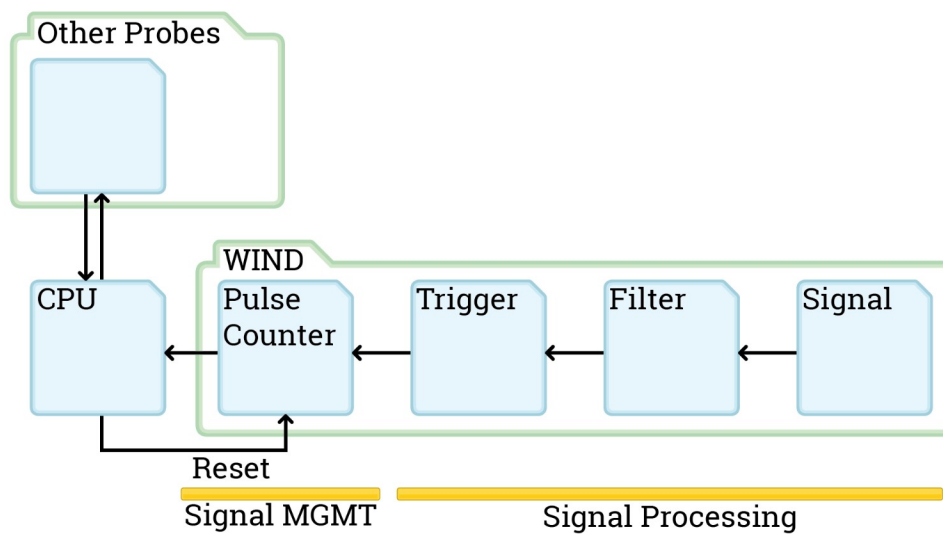 Other Probes
WIND
CPU
Pulse
Counter
Trigger
Filter
Signal
Reset
Signal MGMT
Signal Processing